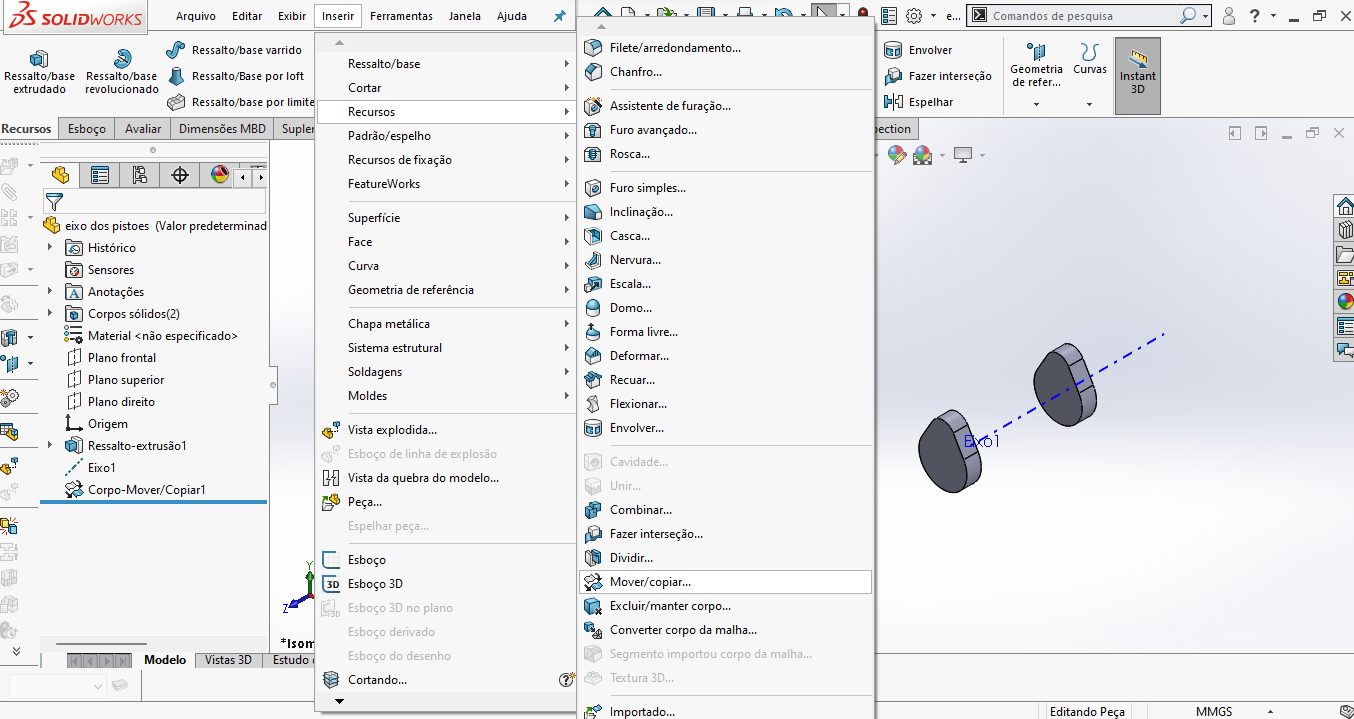 SOLIDWORKS
Arquivo Editar Exibir Inserir Ferramentas Janela Ajuda
e...
Comandos de pesquisa
?
Ressalto/base extrudado
Ressalto/base revolucionado
Ressalto/base varrido
Ressalto/base por loft
Ressalto/base por limite
Envolver
Fazer interseção
Espelhar
Geometria de refer...
Curvas
Instant 3D
Recursos Esboço Avaliar Dimensões MBD Supler
pection
eixo dos pistoes (Valor predeterminad
Histórico
Sensores
Anotações
Corpos sólidos(2)
Material <não especificado>
Plano frontal
Plano superior
Plano direito
Origem
Ressalto-extrusão1
Eixo1
Corpo-Mover/Copiar1
Ressalto/base
Cortar
Recursos
Padrão/espelho
Recursos de fixação
FeatureWorks
Superfície
Face
Curva
Geometria de referência
Chapa metálica
Sistema estrutural
Soldagens
Moldes
Vista explodida...
Esboço de linha de explosão
Vista da quebra do modelo...
Peça...
Espelhar peça...
Esboço
3D Esboço 3D
Esboço 3D no plano
Esboço derivado
Esboço do desenho
Cortando...
Filete/arredondamento...
Chanfro...
Assistente de furação...
Furo avançado...
Rosca...
Furo simples...
Inclinação...
Casca...
Nervura...
Escala...
Domo...
Forma livre...
Deformar...
Recuar...
Flexionar...
Envolver...
Cavidade...
Unir...
Combinar...
Fazer interseção...
Dividir...
Mover/copiar...
Excluir/manter corpo...
Converter corpo da malha...
Segmento importou corpo da malha...
Textura 3D...
Importado...
Eixo1
Y
Z
*Isom
Modelo Vistas 3D Estudo
Editando Peça MMGS